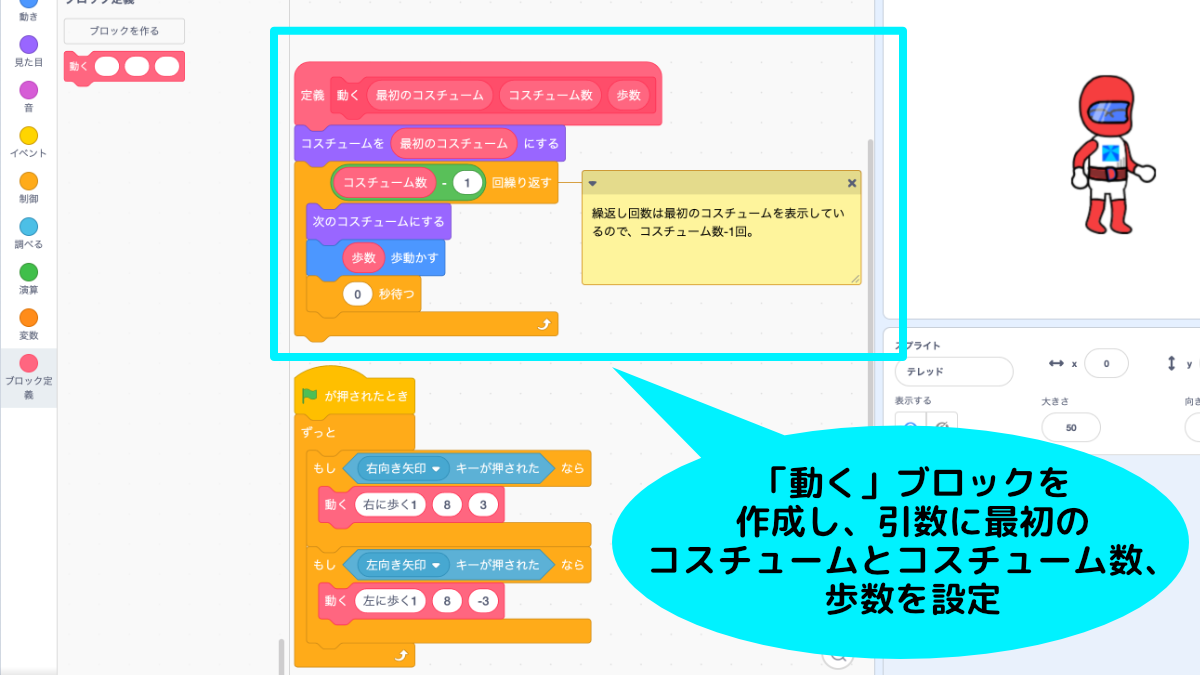 動き
見た目
音
イベント
制御
調べる
演算
変数
ブロック定
義
ブロック定義
ブロックを作る
動く
定義 動く 最初のコスチューム コスチューム数 歩数
コスチュームを 最初のコスチューム にする
コスチューム数 - 1 回繰り返す
次のコスチュームにする
歩数 歩動かす
0 秒待つ
繰返し回数は最初のコスチュームを表示してい
るので、コスチューム数-1回。
が押されたとき
ずっと
もし 右向き矢印 キーが押された なら
動く 右に歩く1 8 3
もし 左向き矢印 キーが押された なら
動く 左に歩く1 8 -3
スプライト
テレッド
x 0
y
表示する
大きさ
50
向き
「動く」ブロックを
作成し、引数に最初の
コスチュームとコスチューム数、
歩数を設定